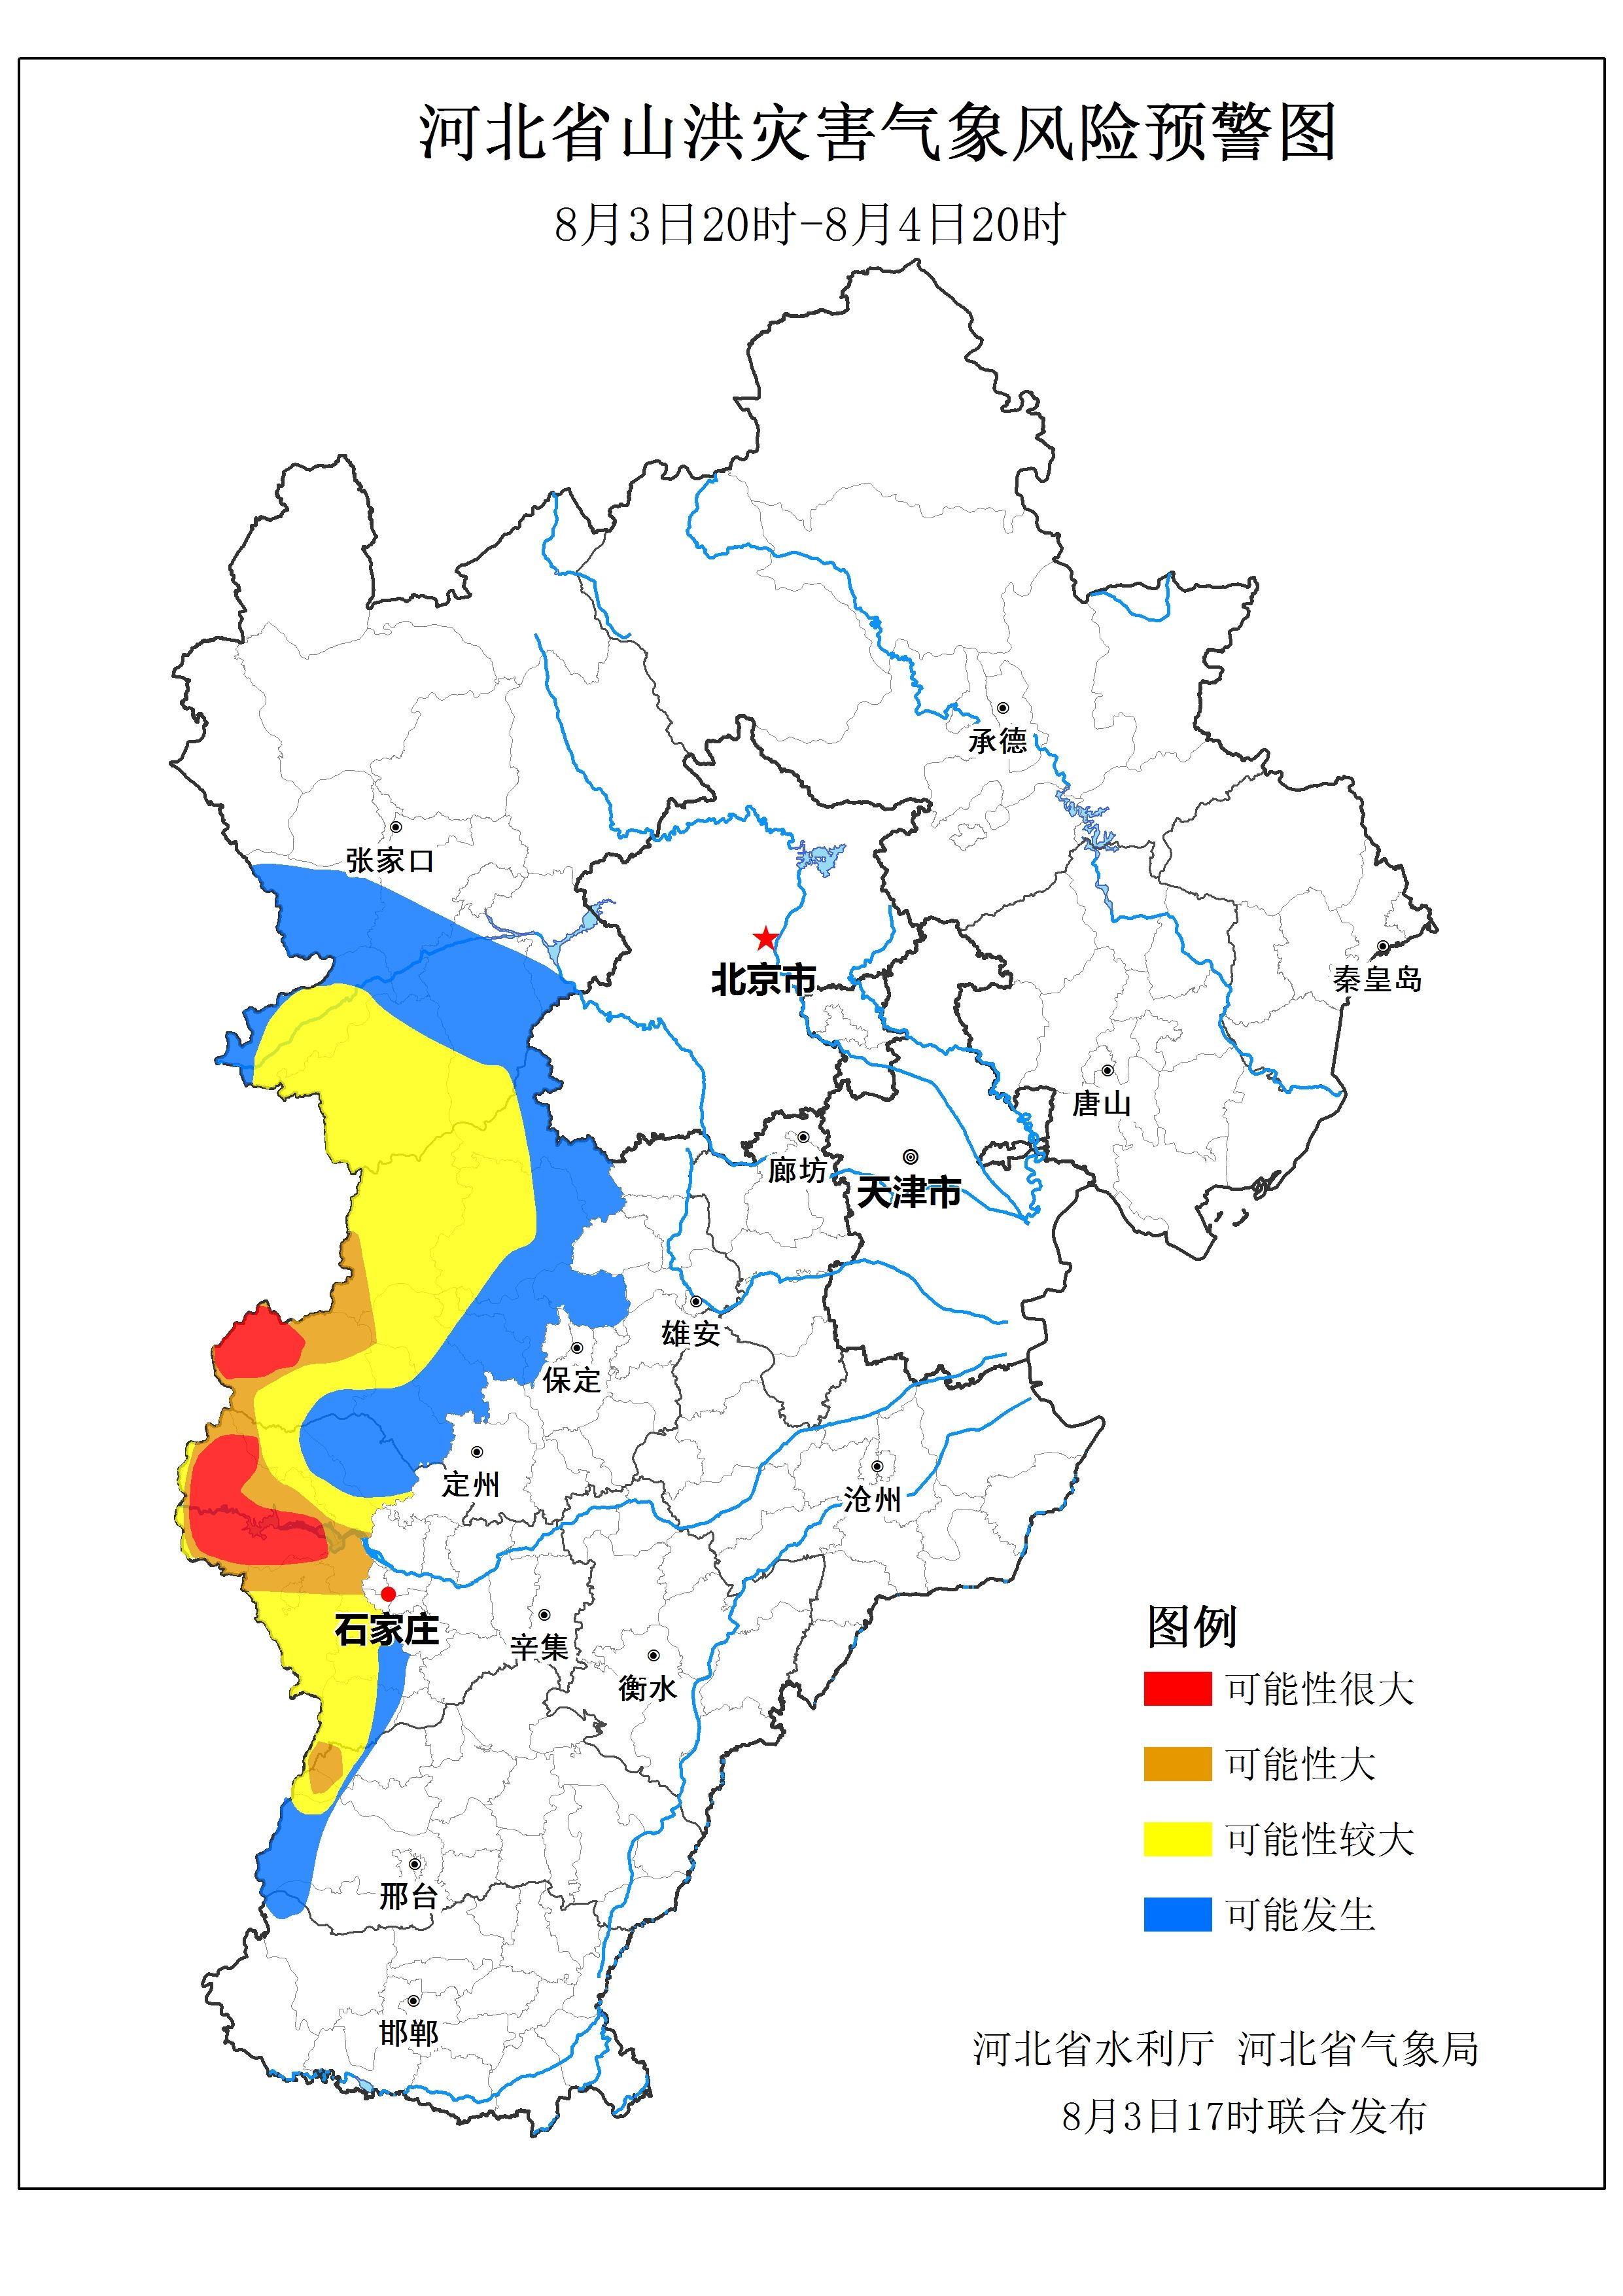 河北省山洪灾害气象风险预警图
8月3日20时-8月4日20时
承德
张家口
北京市
秦皇岛
唐山
廊坊
天津市
雄安
保定
定州
沧州
石家庄
辛集
衡水
邢台
邯郸
图例
可能性很大
可能性大
可能性较大
可能发生
河北省水利厅 河北省气象局
8月3日17时联合发布